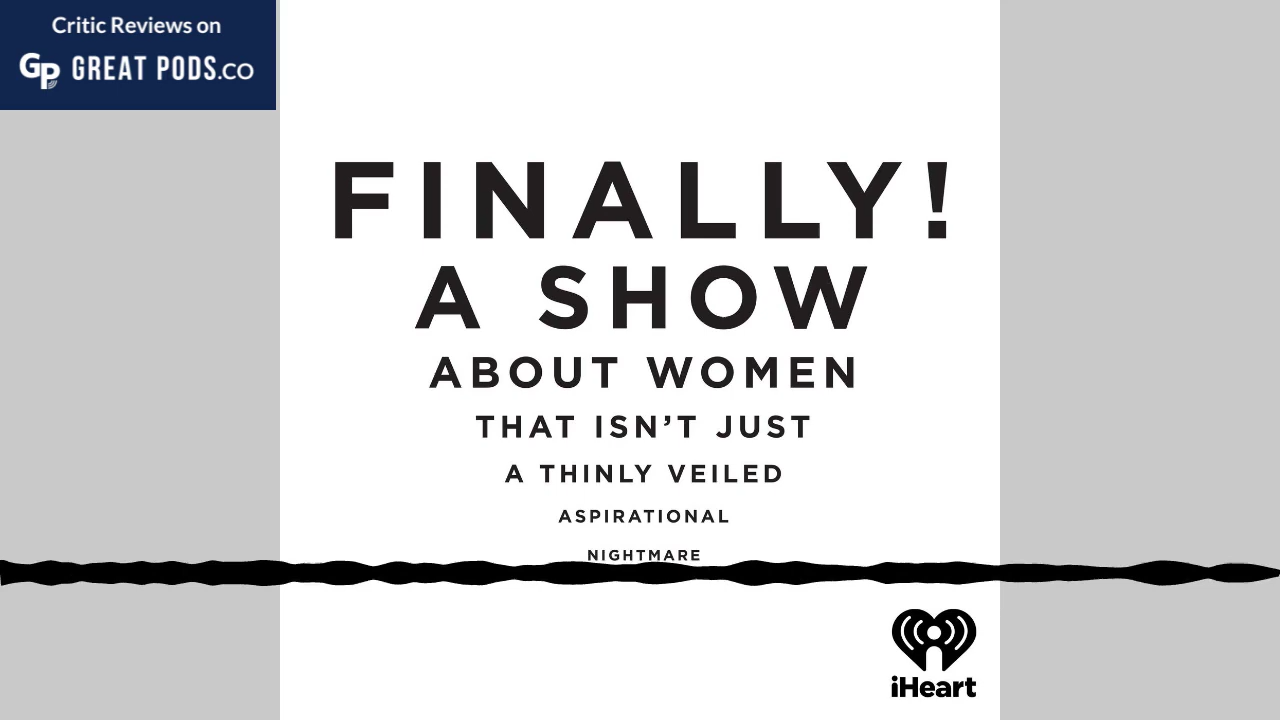 Critic Reviews on
GP GREAT PODS.CO
FINALLY!
A SHOW
ABOUT WOMEN
THAT ISN’T JUST
A THINLY VEILED
ASPIRATIONAL
NIGHTMARE
iHeart